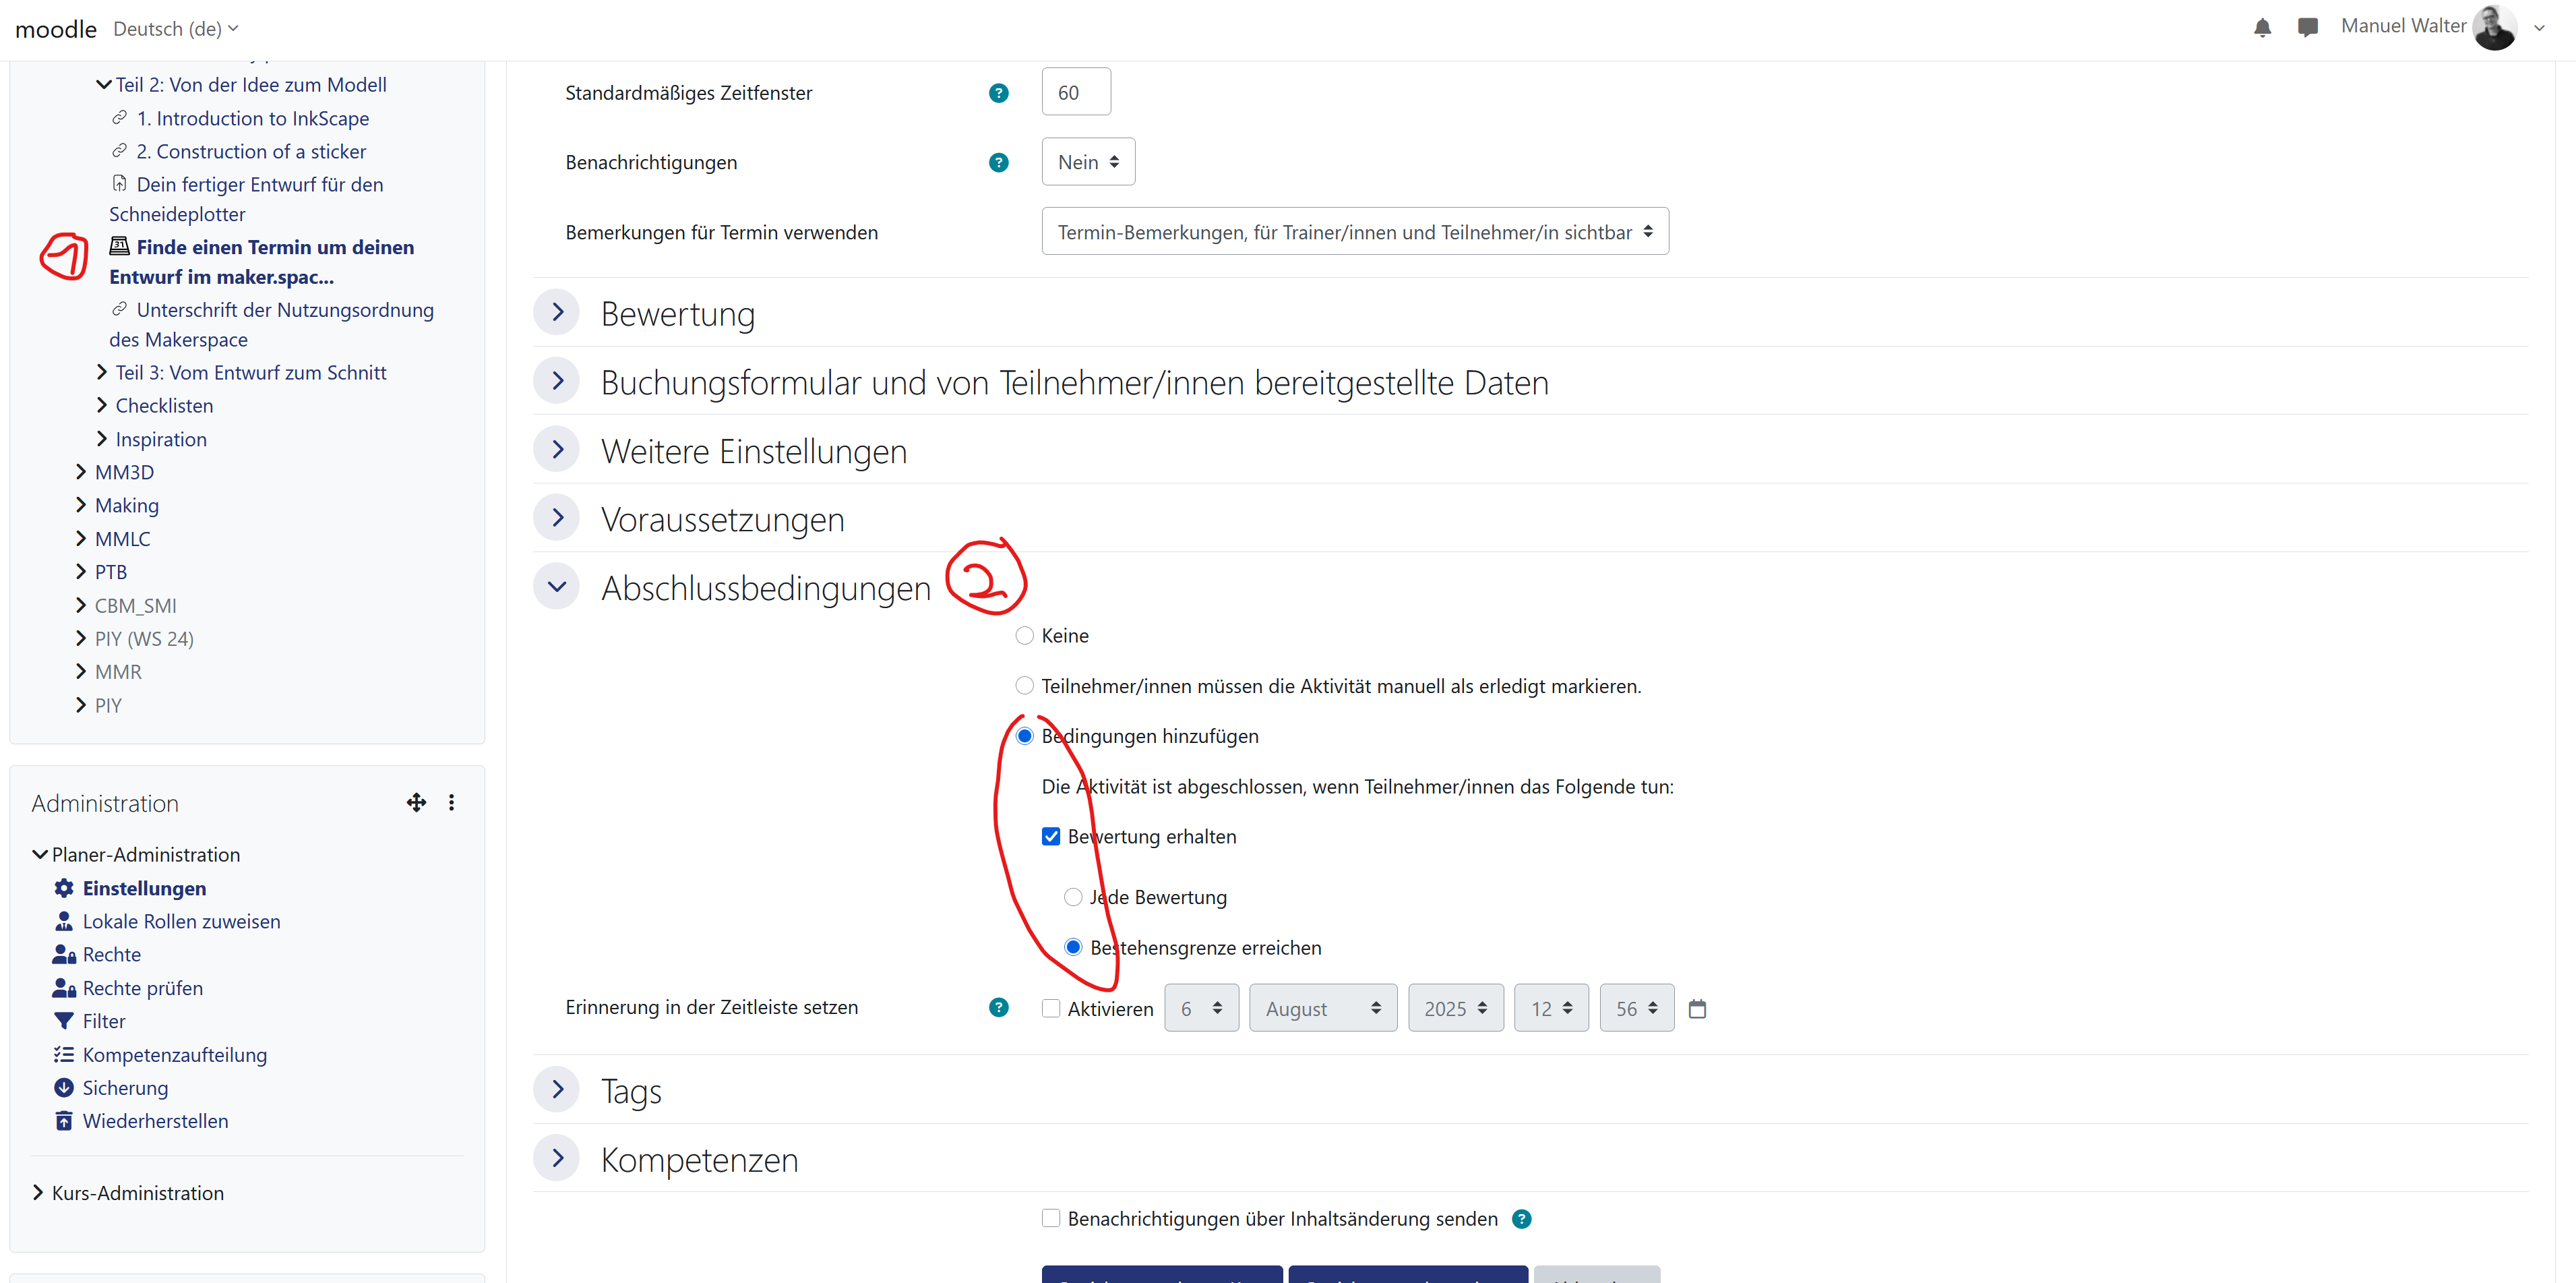 moodle Deutsch (de)
Manuel Walter
Teil 2: Von der Idee zum Modell
1. Introduction to InkScape
2. Construction of a sticker
Dein fertiger Entwurf für den
Schneideplotter
1
Finde einen Termin um deinen
Entwurf im maker.spac...
Unterschrift der Nutzungsordnung
des Makerspace
Teil 3: Vom Entwurf zum Schnitt
Checklisten
Inspiration
MM3D
Making
MMLC
PTB
CBM_SMI
PIY (WS 24)
MMR
PIY
Administration
Planer-Administration
Einstellungen
Lokale Rollen zuweisen
Rechte
Rechte prüfen
Filter
Kompetenzaufteilung
Sicherung
Wiederherstellen
Kurs-Administration
Standardmäßiges Zeitfenster ? 60
Benachrichtigungen ? Nein
Bemerkungen für Termin verwenden Termin-Bemerkungen, für Trainer/innen und Teilnehmer/in sichtbar
Bewertung
Buchungsformular und von Teilnehmer/innen bereitgestellte Daten
Weitere Einstellungen
Voraussetzungen
Abschlussbedingungen 2
Keine
Teilnehmer/innen müssen die Aktivität manuell als erledigt markieren.
Bedingungen hinzufügen
Die Aktivität ist abgeschlossen, wenn Teilnehmer/innen das Folgende tun:
Bewertung erhalten
Jede Bewertung
Bestehensgrenze erreichen
Erinnerung in der Zeitleiste setzen ? Aktivieren 6 August 2025 12 56
Tags
Kompetenzen
Benachrichtigungen über Inhaltsänderung senden ?